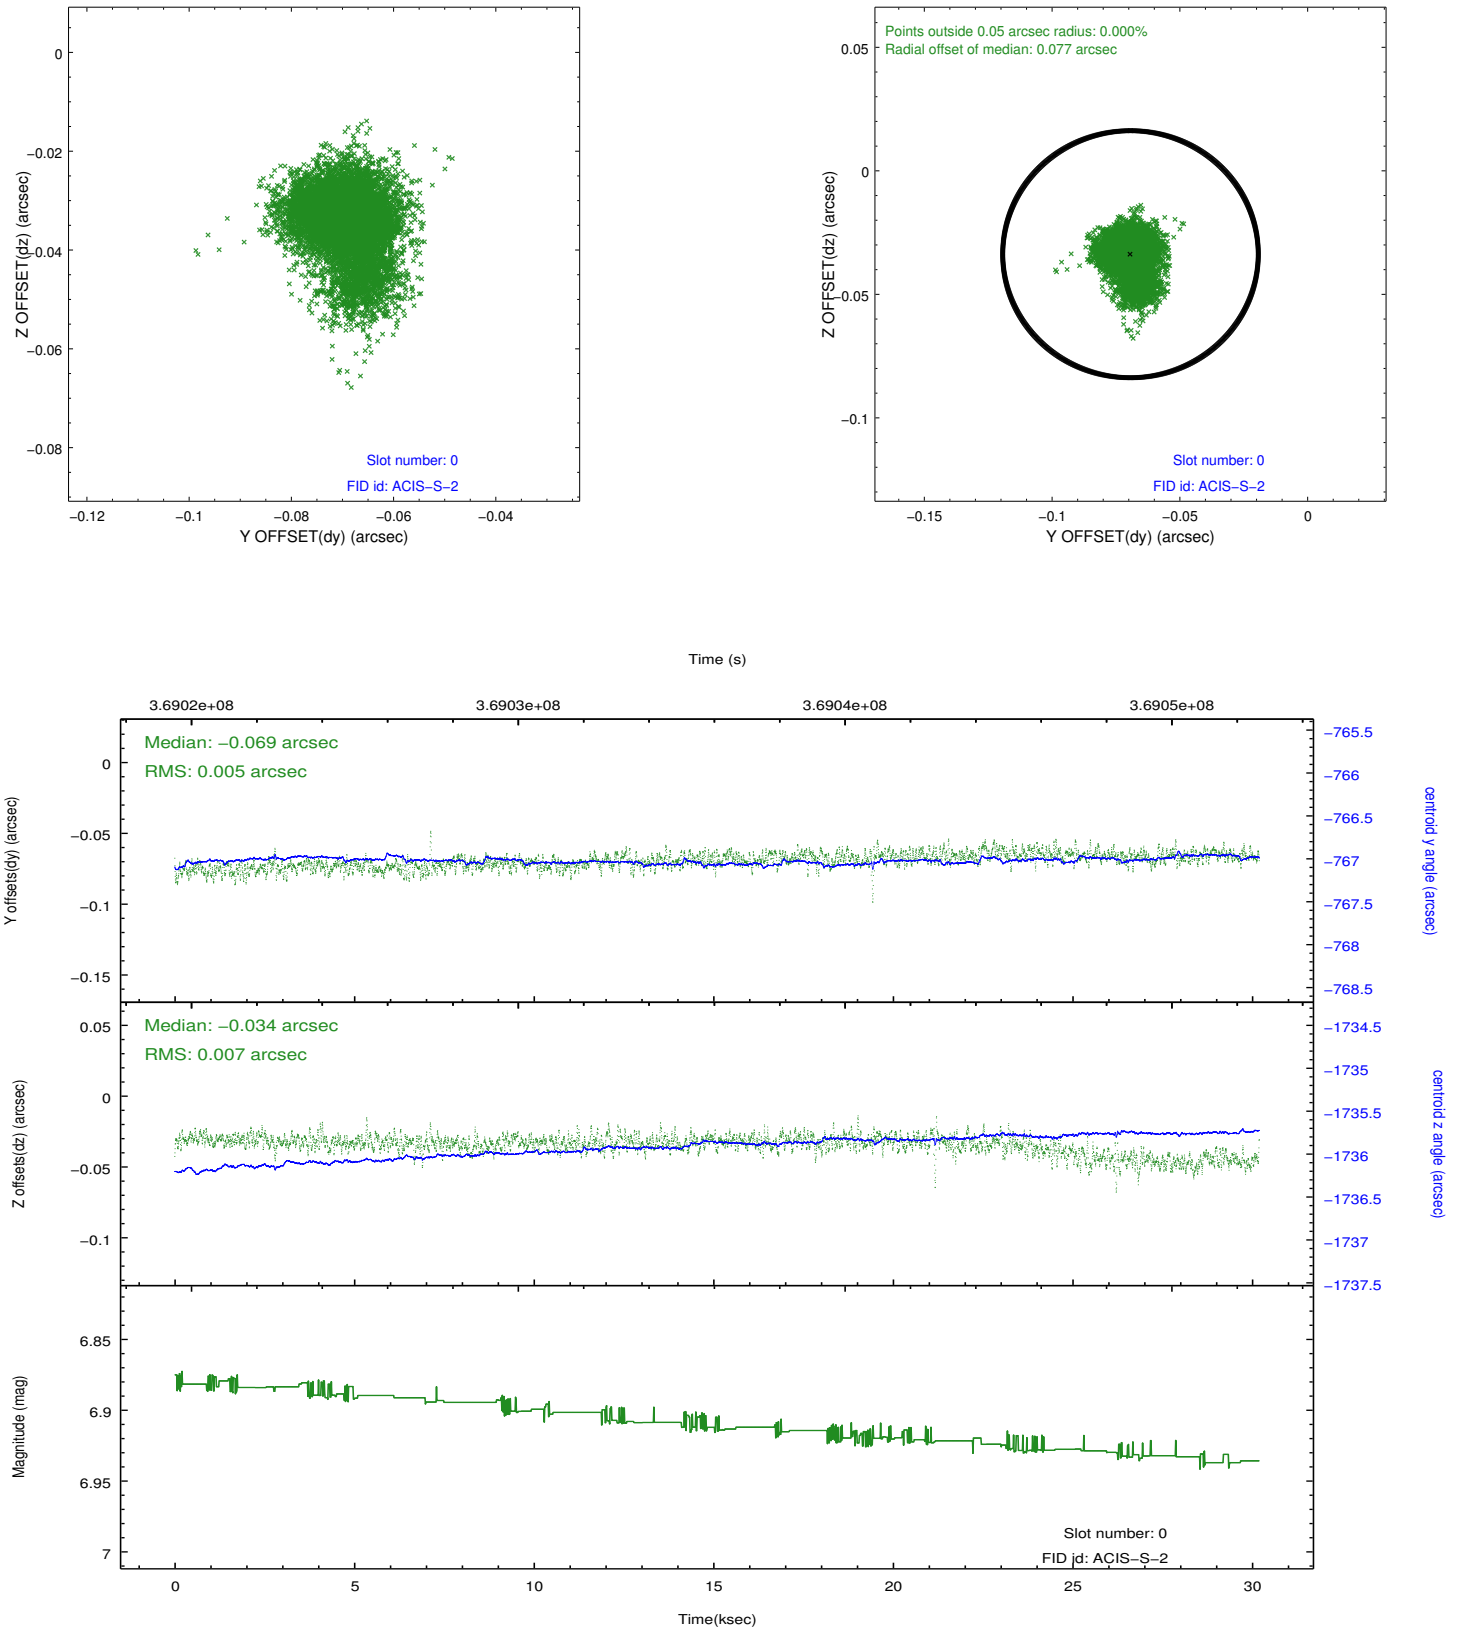 0
−0.02
−0.04
−0.06
−0.08
Z OFFSET(dz) (arcsec)
Slot number: 0
FID id: ACIS−S−2
−0.12
−0.1
−0.08
−0.06
−0.04
Y OFFSET(dy) (arcsec)
Points outside 0.05 arcsec radius: 0.000%
Radial offset of median: 0.077 arcsec
0.05
0
−0.05
−0.1
Z OFFSET(dz) (arcsec)
Slot number: 0
FID id: ACIS−S−2
−0.15
−0.1
−0.05
0
Y OFFSET(dy) (arcsec)
Time (s)
3.6902e+08
3.6903e+08
3.6904e+08
3.6905e+08
Median: −0.069 arcsec
RMS: 0.005 arcsec
0
−0.05
−0.1
−0.15
Y offsets(dy) (arcsec)
−765.5
−766
−766.5
−767
−767.5
−768
−768.5
centroid y angle (arcsec)
Median: −0.034 arcsec
RMS: 0.007 arcsec
0.05
0
−0.05
−0.1
Z offsets(dz) (arcsec)
−1734.5
−1735
−1735.5
−1736
−1736.5
−1737
−1737.5
centroid z angle (arcsec)
6.85
6.9
6.95
7
Magnitude (mag)
Slot number: 0
FID id: ACIS−S−2
0
5
10
15
20
25
30
Time(ksec)